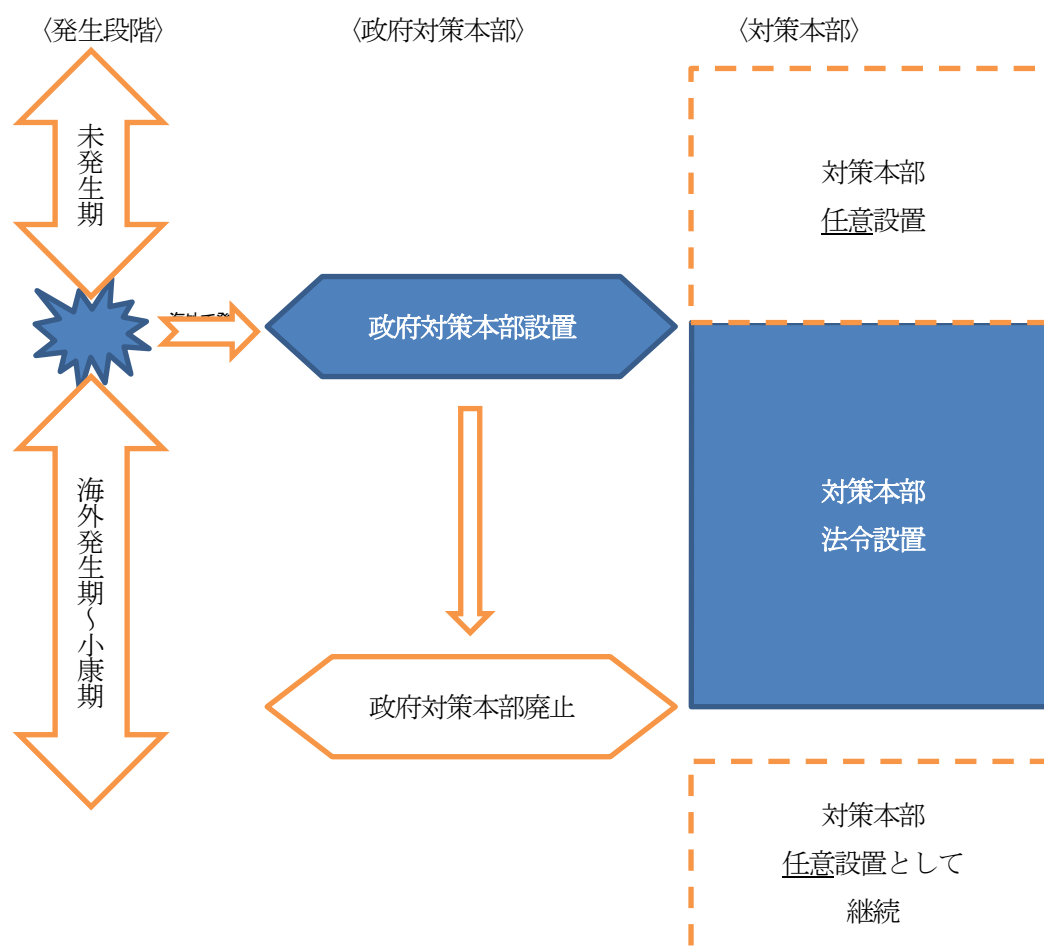 〈発生段階〉
〈政府対策本部〉
〈対策本部〉
未発生期
対策本部
任意設置
政府対策本部設置
対策本部
法令設置
海外発生期～小康期
政府対策本部廃止
対策本部
任意設置として
継続